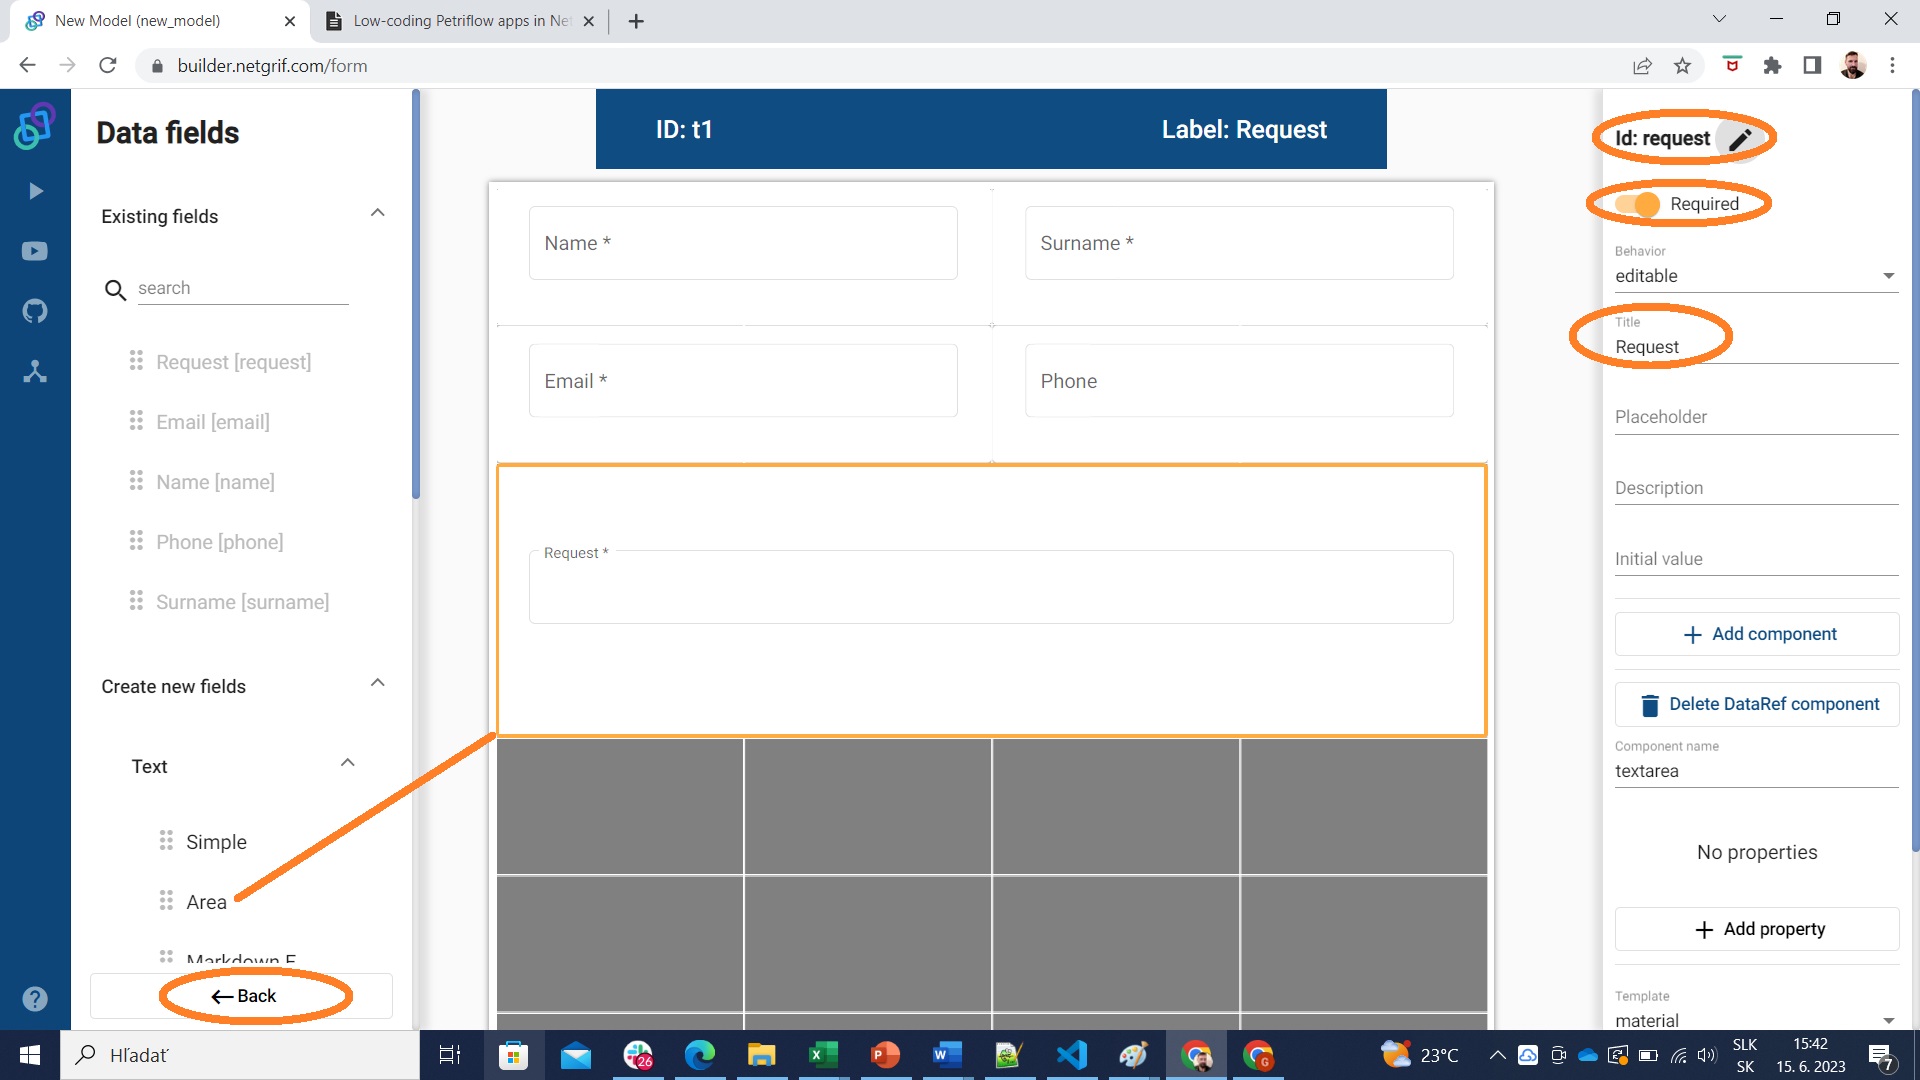 New Model (new_model)
Low-coding Petriflow apps in Net
builder.netgrif.com/form
Data fields
Existing fields
search
Request [request]
Email [email]
Name [name]
Phone [phone]
Surname [surname]
Create new fields
Text
Simple
Area
Markdown E
Back
ID: t1
Label: Request
Name *
Surname *
Email *
Phone
Request *
Id: request
Required
Behavior
editable
Title
Request
Placeholder
Description
Initial value
+ Add component
Delete DataRef component
Component name
textarea
No properties
+ Add property
Template
material
Hľadať
26
G
23°C
SLK
SK
15:42
15. 6. 2023
7